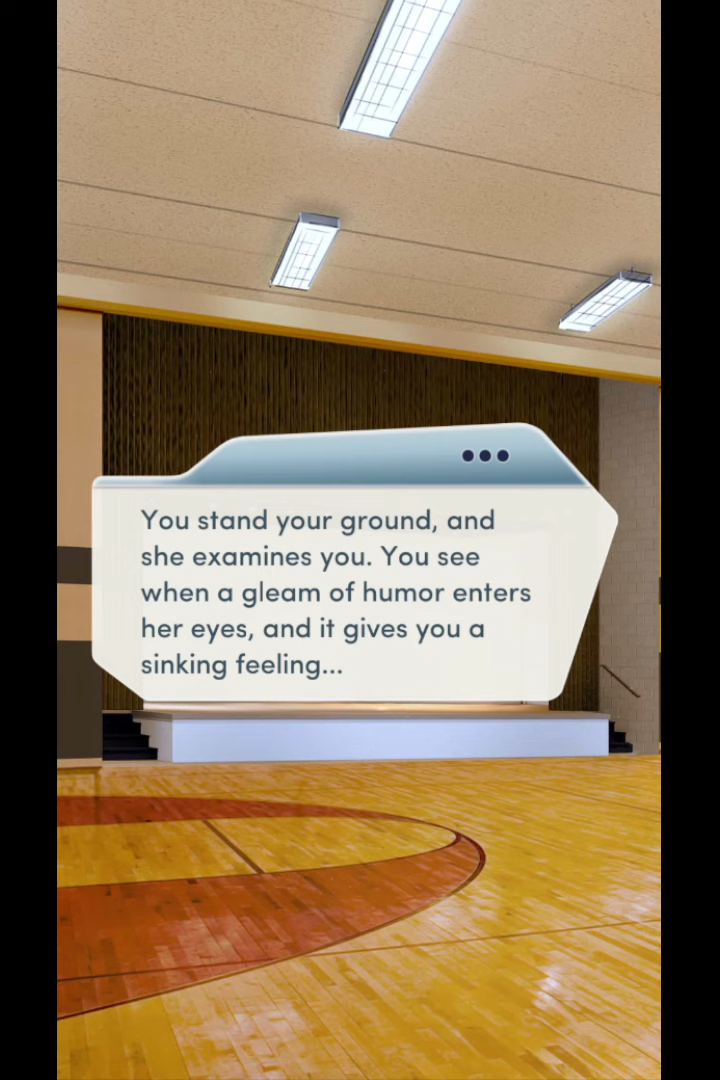 You stand your ground, and
she examines you. You see
when a gleam of humor enters
her eyes, and it gives you a
sinking feeling...